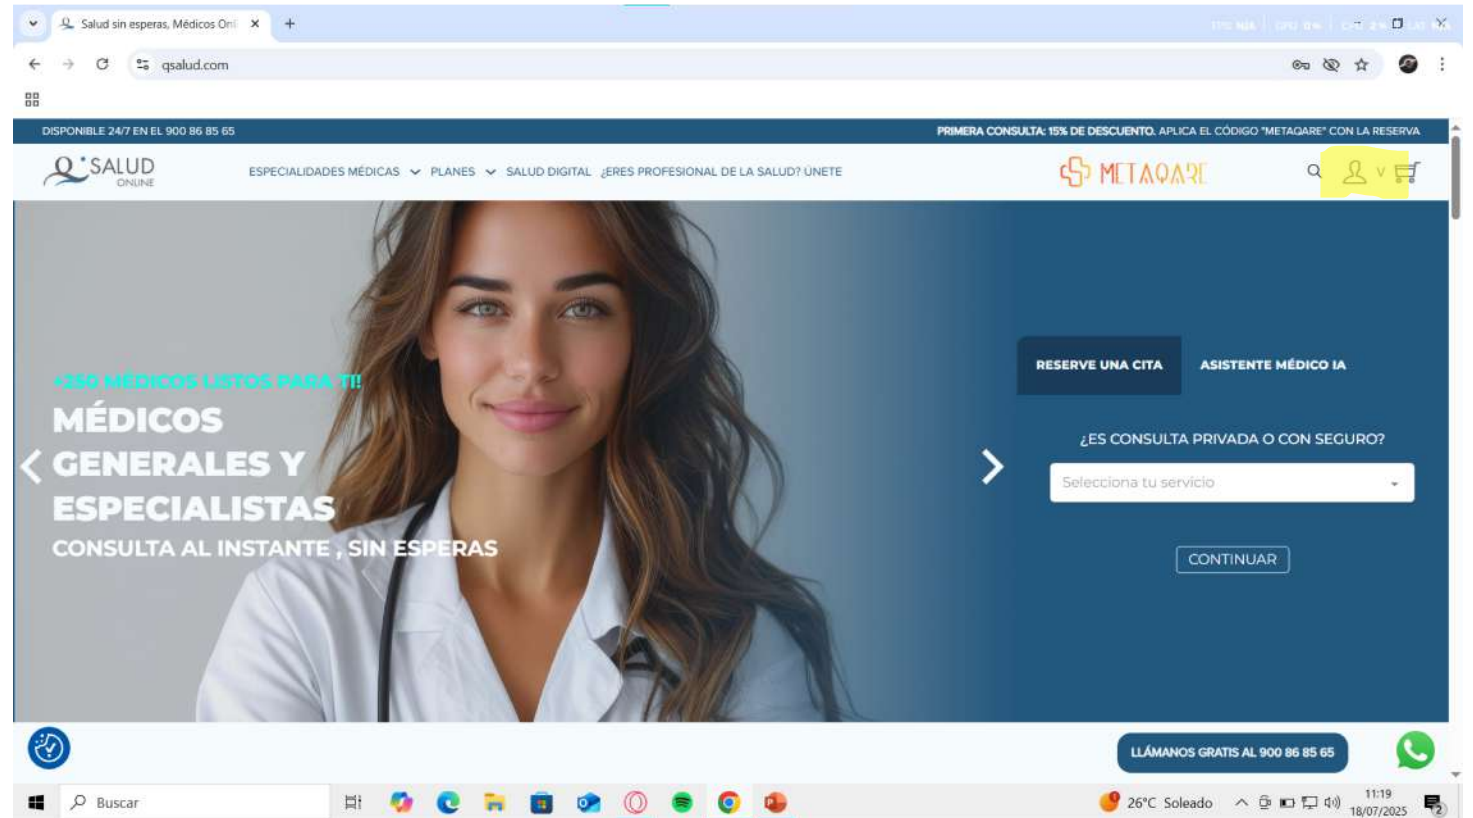 Salud sin esperas, Médicos Onl
qsalud.com
DISPONIBLE 24/7 EN EL 900 86 85 65
PRIMERA CONSULTA: 15% DE DESCUENTO. APLICA EL CÓDIGO "METAQARE" CON LA RESERVA
SALUD
ONLINE
ESPECIALIDADES MÉDICAS PLANES SALUD DIGITAL ¿ERES PROFESIONAL DE LA SALUD? ÚNETE
METAQARE
V
+250 MÉDICOS LISTOS PARA TI!
MÉDICOS
GENERALES Y
ESPECIALISTAS
CONSULTA AL INSTANTE , SIN ESPERAS
RESERVE UNA CITA ASISTENTE MÉDICO IA
¿ES CONSULTA PRIVADA O CON SEGURO?
Selecciona tu servicio
CONTINUAR
LLÁMANOS GRATIS AL 900 86 85 65
Buscar
26°C Soleado
11:19
18/07/2025
2